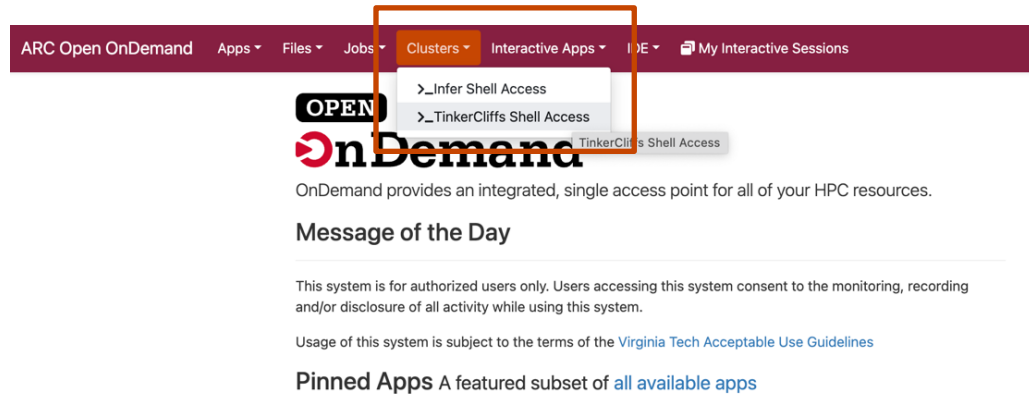 ARC Open OnDemand Apps Files Jobs Clusters Interactive Apps IDE My Interactive Sessions
>_Infer Shell Access
>_TinkerCliffs Shell Access
TinkerCliffs Shell Access
OPEN
OnDemand
OnDemand provides an integrated, single access point for all of your HPC resources.
Message of the Day
This system is for authorized users only. Users accessing this system consent to the monitoring, recording
and/or disclosure of all activity while using this system.
Usage of this system is subject to the terms of the Virginia Tech Acceptable Use Guidelines
Pinned Apps A featured subset of all available apps